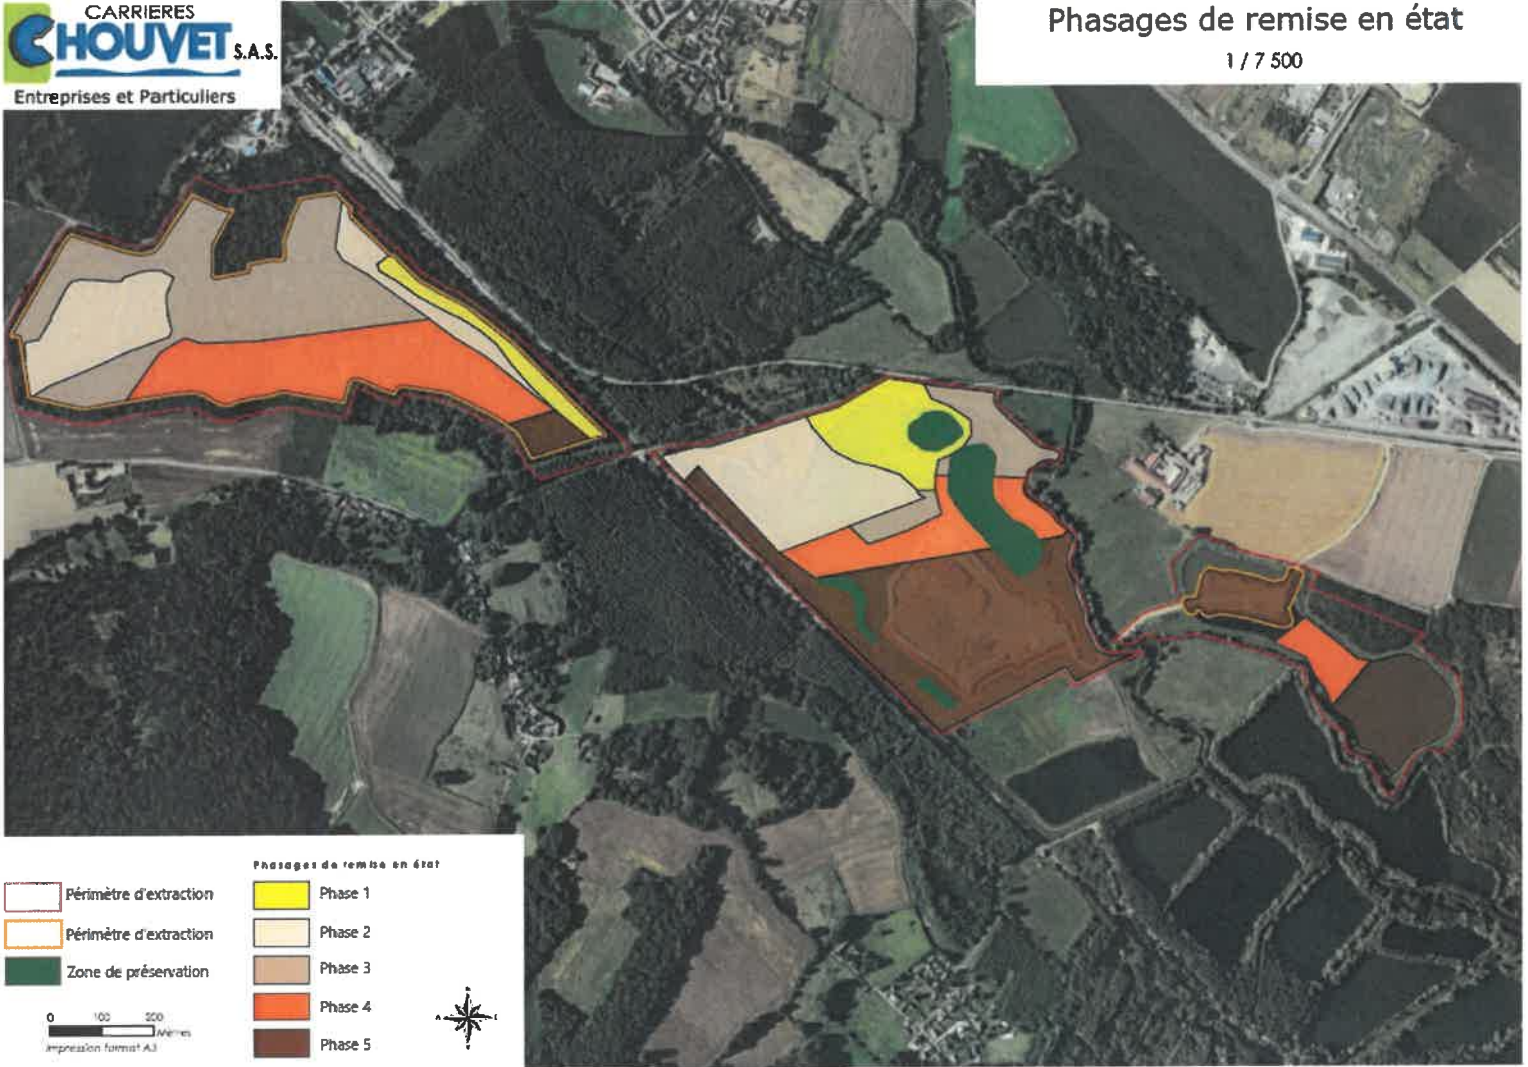 CARRIERES
CHOUVET S.A.S.
Entreprises et Particuliers
Phasages de remise en état
1 / 7 500
Périmètre d'extraction
Périmètre d'extraction
Zone de préservation
0 100 200
Mètres
Impression format A3
Phasages de remise en état
Phase 1
Phase 2
Phase 3
Phase 4
Phase 5